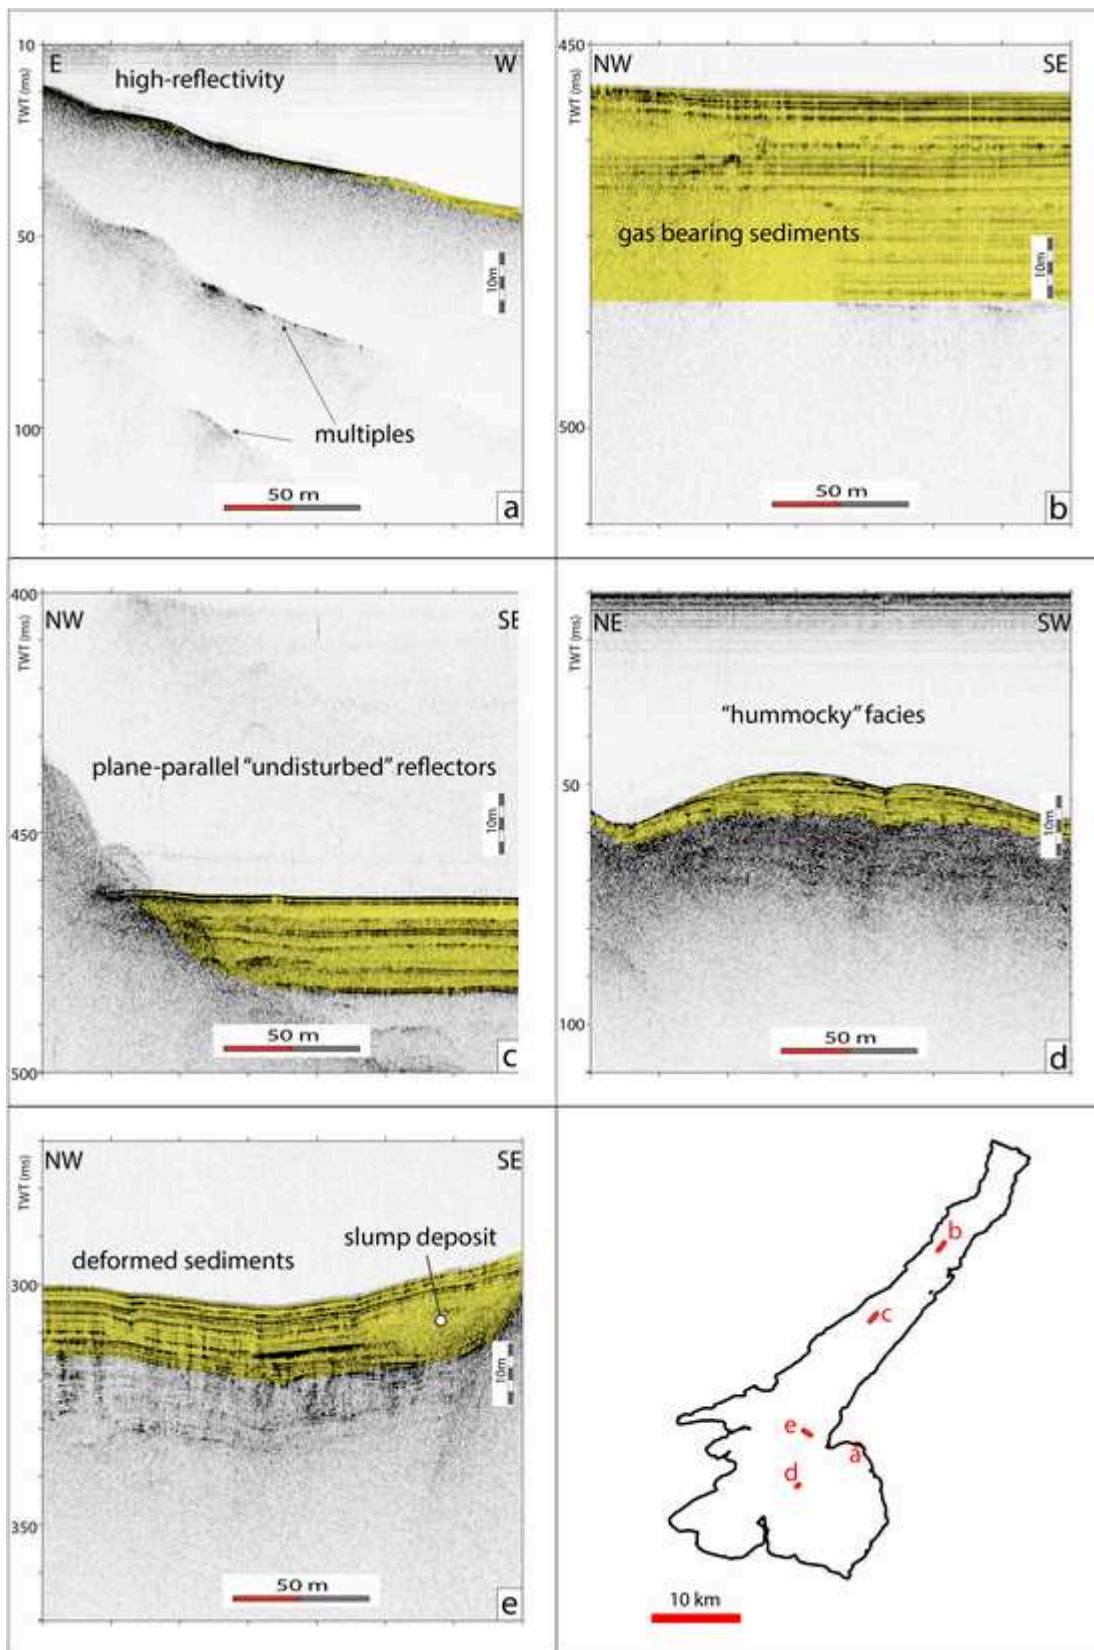 10
E
W
TWT (ms)
high-reflectivity
50
10m
100
multiples
50 m
a
450
NW
SE
TWT (ms)
gas bearing sediments
10m
500
50 m
b
400
NW
SE
TWT (ms)
plane-parallel “undisturbed” reflectors
10m
450
50 m
500
c
NE
SW
TWT (ms)
“hummocky” facies
50
10m
100
50 m
d
NW
SE
TWT (ms)
slump deposit
deformed sediments
300
10m
350
50 m
e
b
c
e
a
d
10 km